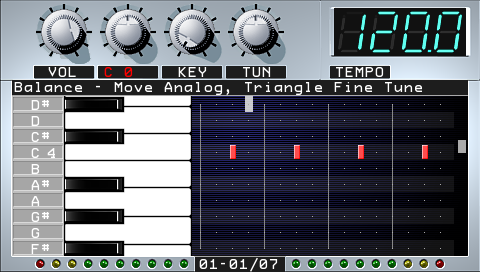 120.0
VOL C 0 KEY TUN TEMPO
Balance - Move Analog, Triangle Fine Tune
D#
D
C#
C 4
B
A#
A
G#
G
F#
01-01/07